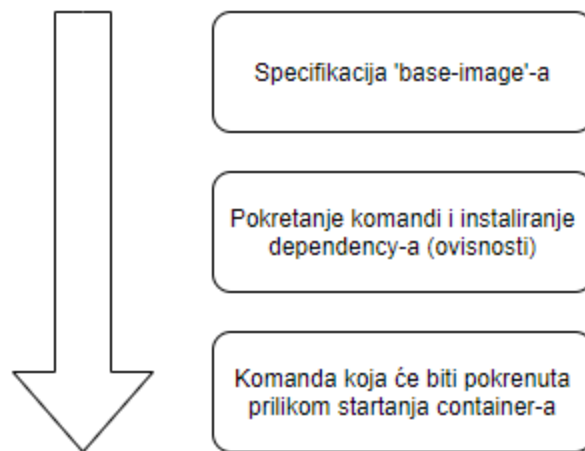 Specifikacija 'base-image'-a
Pokretanje komandi i instaliranje
dependency-a (ovisnosti)
Komanda koja će biti pokrenuta
prilikom startanja container-a